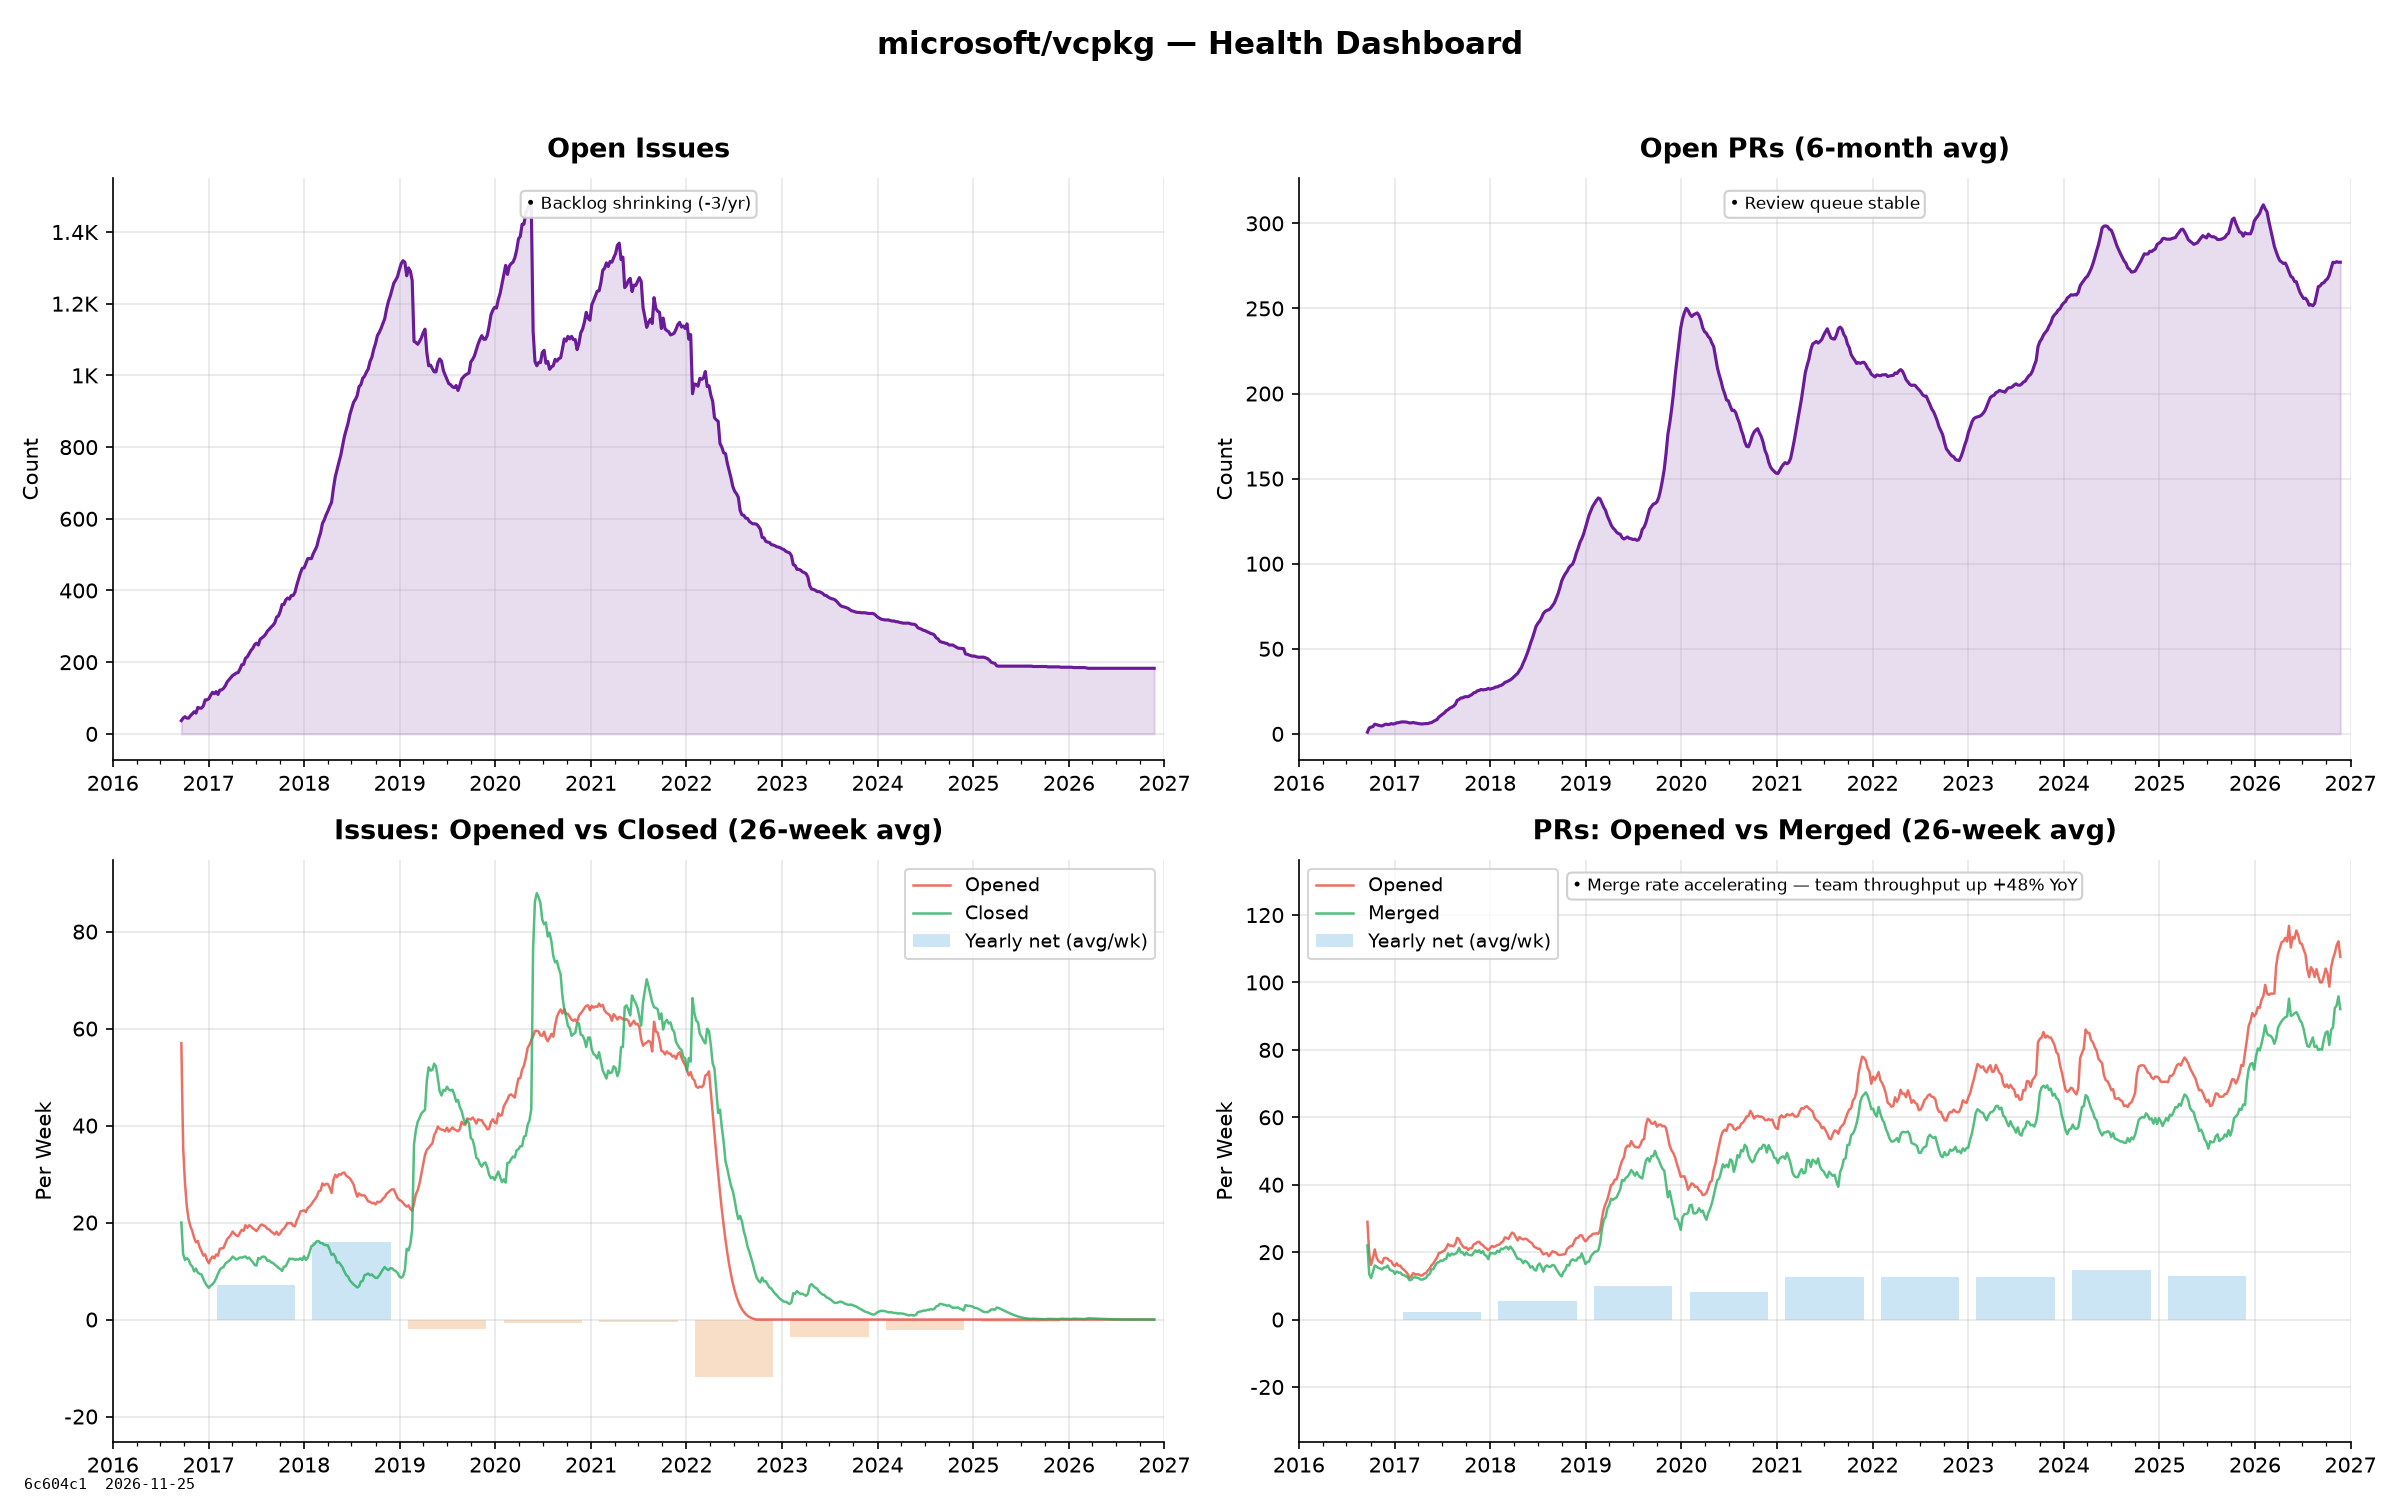 microsoft/vcpkg — Health Dashboard
Open Issues
• Backlog shrinking (-3/yr)
Count
1.4K
1.2K
1K
800
600
400
200
0
2016 2017 2018 2019 2020 2021 2022 2023 2024 2025 2026 2027
Open PRs (6-month avg)
• Review queue stable
Count
300
250
200
150
100
50
0
2016 2017 2018 2019 2020 2021 2022 2023 2024 2025 2026 2027
Issues: Opened vs Closed (26-week avg)
Opened
Closed
Yearly net (avg/wk)
Per Week
80
60
40
20
0
-20
2016 2017 2018 2019 2020 2021 2022 2023 2024 2025 2026 2027
PRs: Opened vs Merged (26-week avg)
Opened
Merged
Yearly net (avg/wk)
• Merge rate accelerating — team throughput up +48% YoY
Per Week
120
100
80
60
40
20
0
-20
2016 2017 2018 2019 2020 2021 2022 2023 2024 2025 2026 2027
6c604c1 2026-11-25